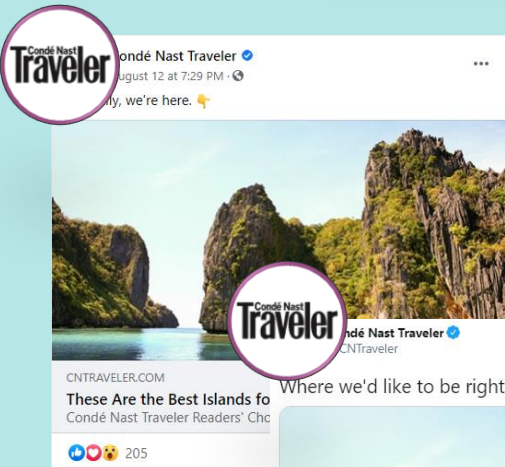 Condé Nast
Traveler
ondé Nast Traveler
ugust 12 at 7:29 PM ·
ly, we're here. 👇
CNTRAVELER.COM
These Are the Best Islands fo
Condé Nast Traveler Readers' Cho
205
Condé Nast
Traveler
ndé Nast Traveler
CNTraveler
Where we'd like to be right